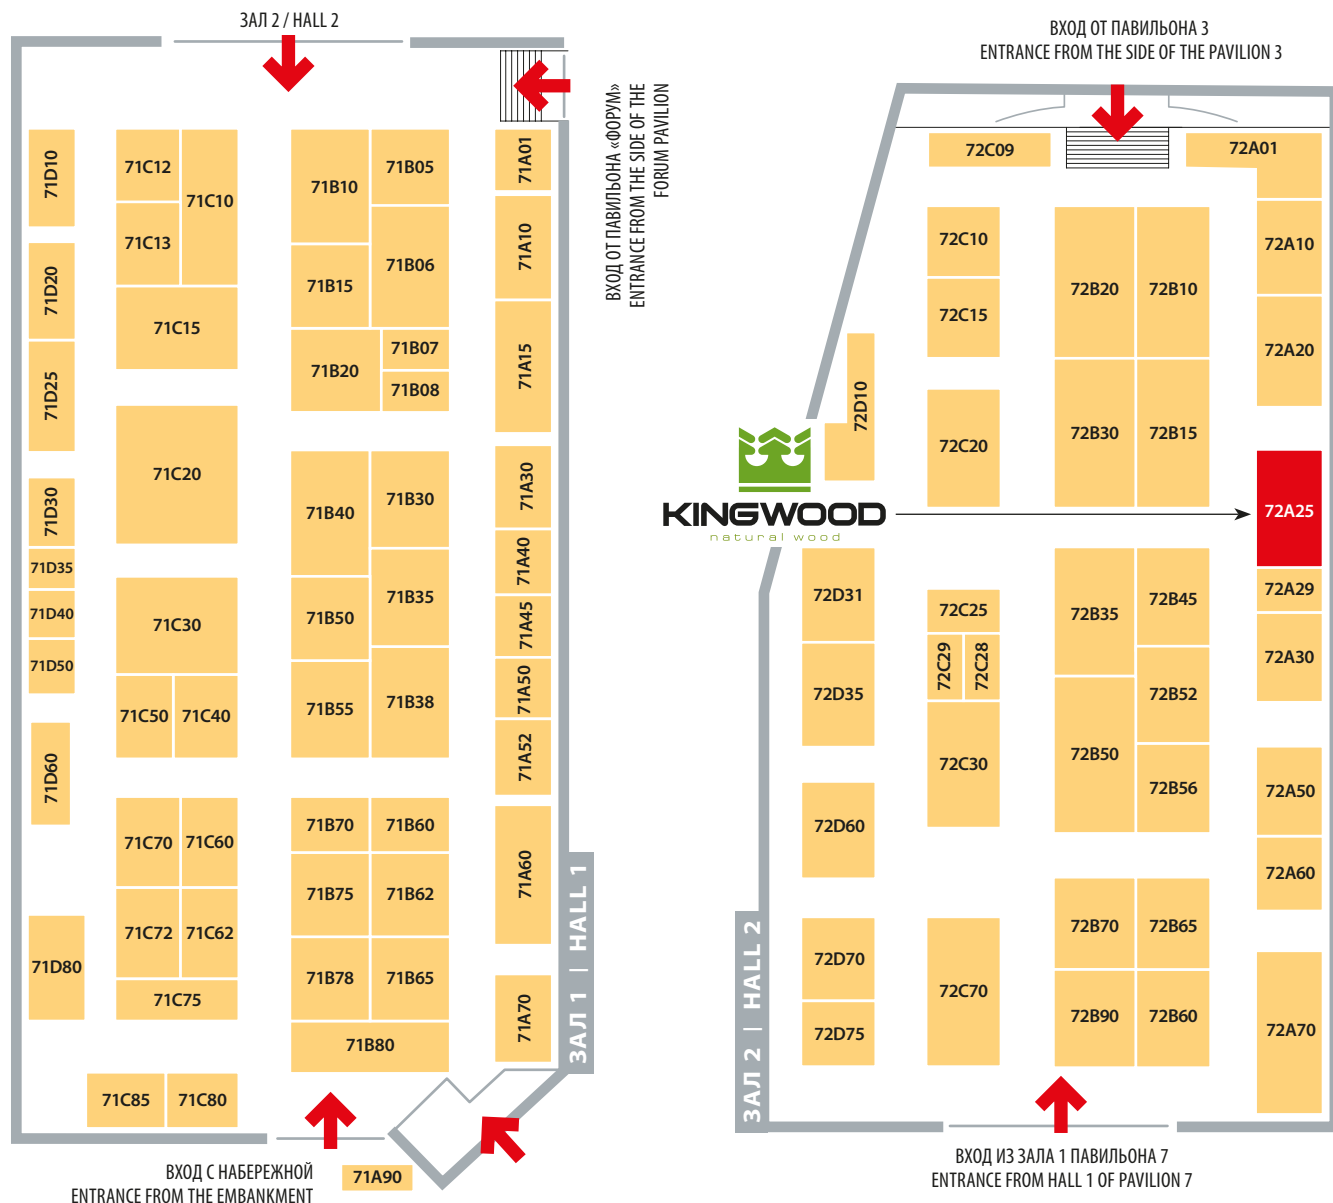 ЗАЛ 2 / HALL 2
ВХОД ОТ ПАВИЛЬОНА «ФОРУМ»
ENTRANCE FROM THE SIDE OF THE
FORUM PAVILION
71D10
71D20
71D25
71D30
71D35
71D40
71D50
71D60
71D80
71C12
71C10
71C13
71C15
71C20
71C30
71C50
71C40
71C70
71C60
71C72
71C62
71C75
71C85
71C80
71B10
71B05
71B06
71B15
71B20
71B07
71B08
71B40
71B30
71B35
71B50
71B55
71B38
71B70
71B60
71B75
71B62
71B78
71B65
71B80
71A01
71A10
71A15
71A30
71A40
71A45
71A50
71A52
71A60
71A70
ЗАЛ 1 | HALL 1
ВХОД С НАБЕРЕЖНОЙ
ENTRANCE FROM THE EMBANKMENT
71A90
ВХОД ОТ ПАВИЛЬОНА 3
ENTRANCE FROM THE SIDE OF THE PAVILION 3
72C09
72A01
72D10
KINGWOOD
natural wood
72D31
72D35
72D60
72D70
72D75
72C10
72C15
72C20
72C25
72C29
72C28
72C30
72C70
72B20
72B10
72B30
72B15
72B35
72B45
72B52
72B50
72B56
72B70
72B65
72B90
72B60
72A10
72A20
72A25
72A29
72A30
72A50
72A60
72A70
ЗАЛ 2 | HALL 2
ВХОД ИЗ ЗАЛА 1 ПАВИЛЬОНА 7
ENTRANCE FROM HALL 1 OF PAVILION 7